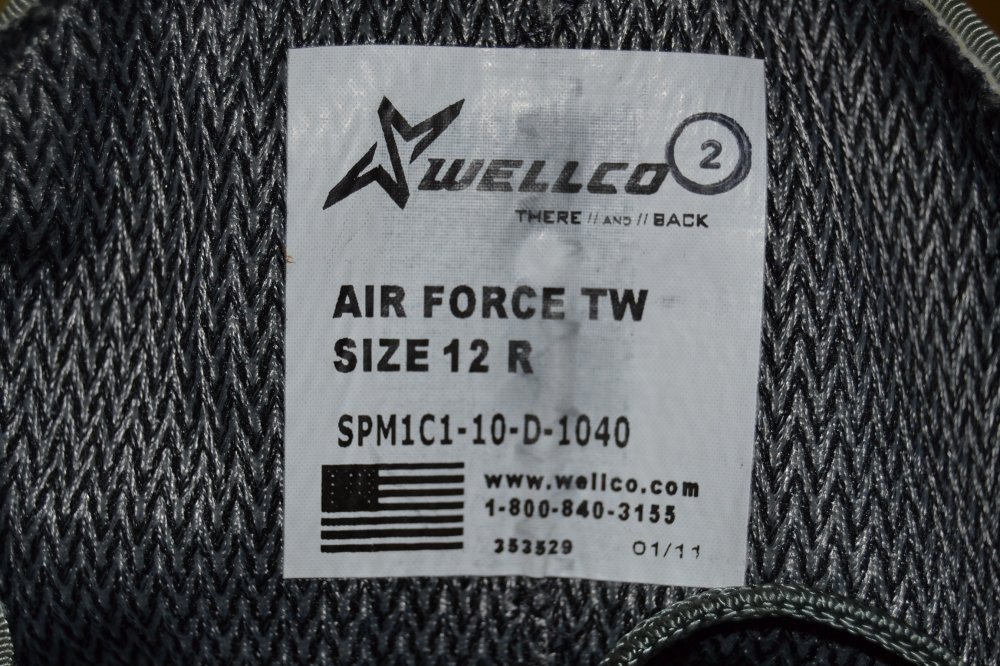 WELLCO 2
THERE // AND // BACK
AIR FORCE TW
SIZE 12 R
SPM1C1-10-D-1040
www.wellco.com
1-800-840-3155
353529 01/11